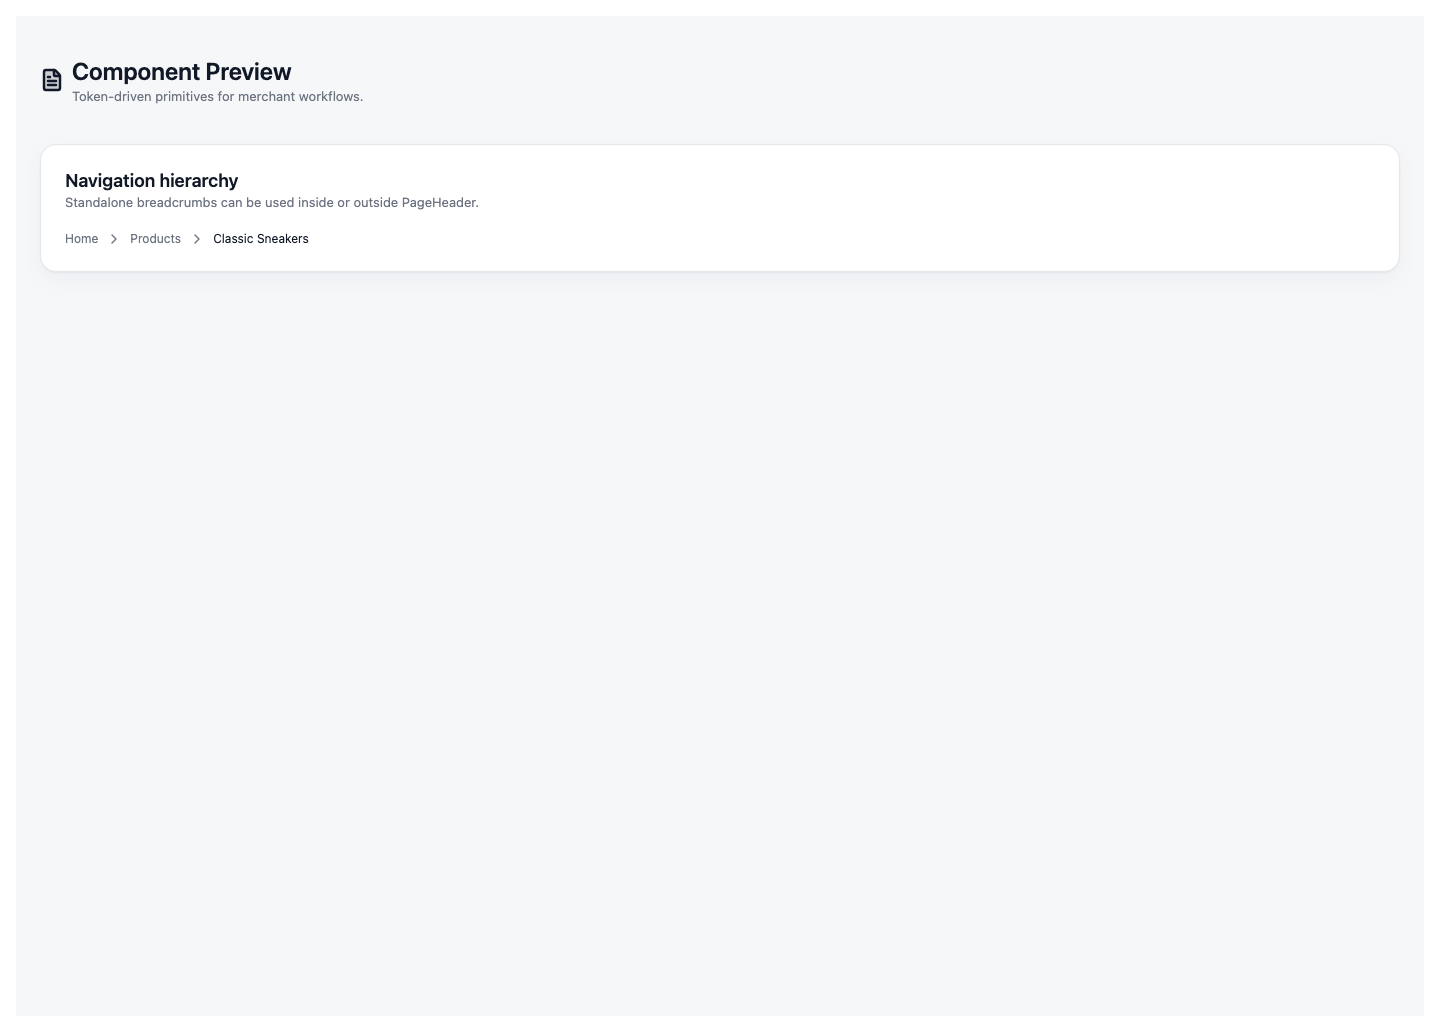 Component Preview
Token-driven primitives for merchant workflows.
Navigation hierarchy
Standalone breadcrumbs can be used inside or outside PageHeader.
Home Products Classic Sneakers